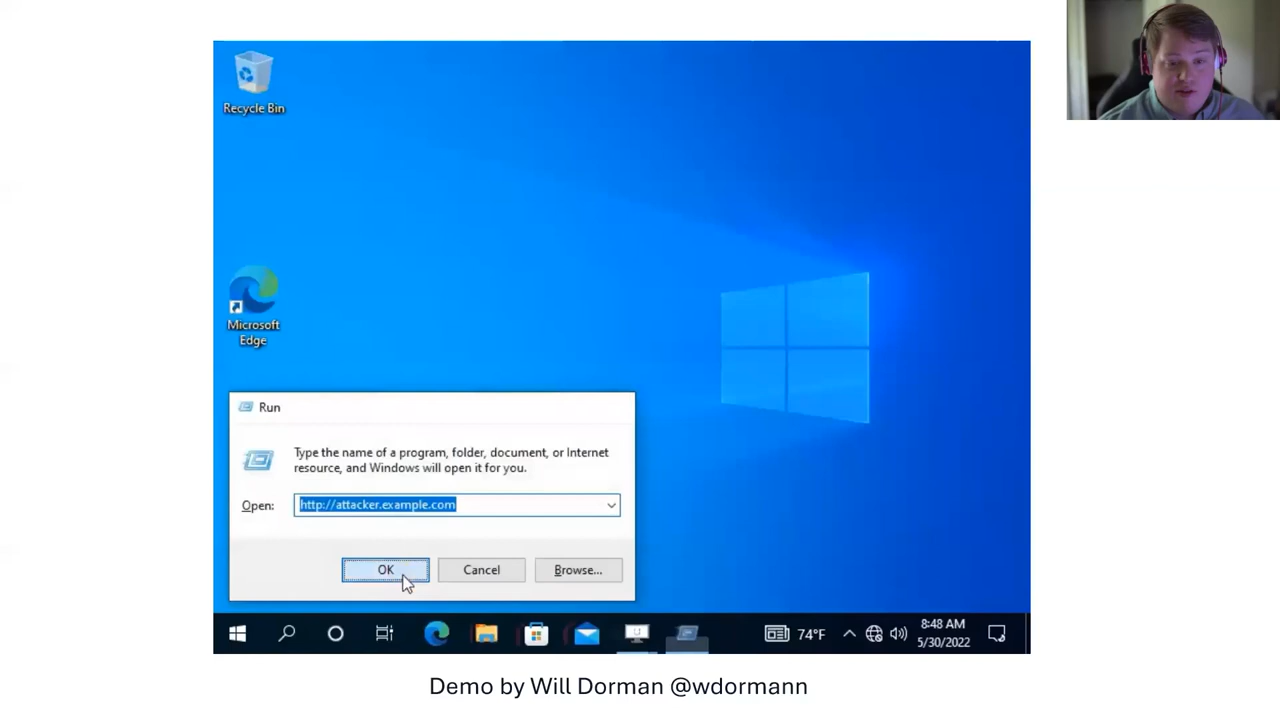 Recycle Bin
Microsoft
Edge
Run
Type the name of a program, folder, document, or Internet
resource, and Windows will open it for you.
Open:
http://attacker.example.com
OK
Cancel
Browse...
74°F
8:48 AM
5/30/2022
Demo by Will Dorman @wdormann